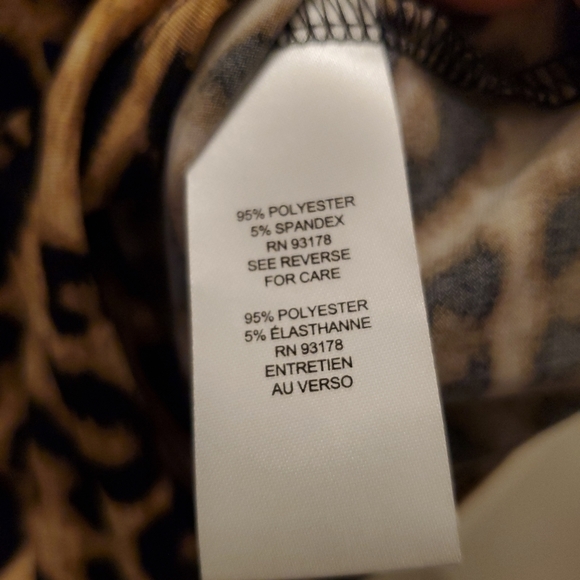 95% POLYESTER
5% SPANDEX
RN 93178
SEE REVERSE
FOR CARE
95% POLYESTER
5% ÉLASTHANNE
RN 93178
ENTRETIEN
AU VERSO